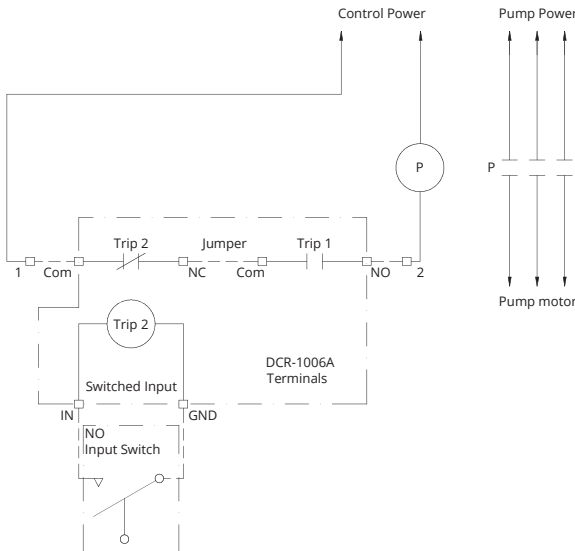 Control Power
Pump Power
P
P
Trip 2
Jumper
Trip 1
1
Com
NC
Com
NO
2
Trip 2
Pump motor
DCR-1006A
Terminals
Switched Input
IN
GND
NO
Input Switch